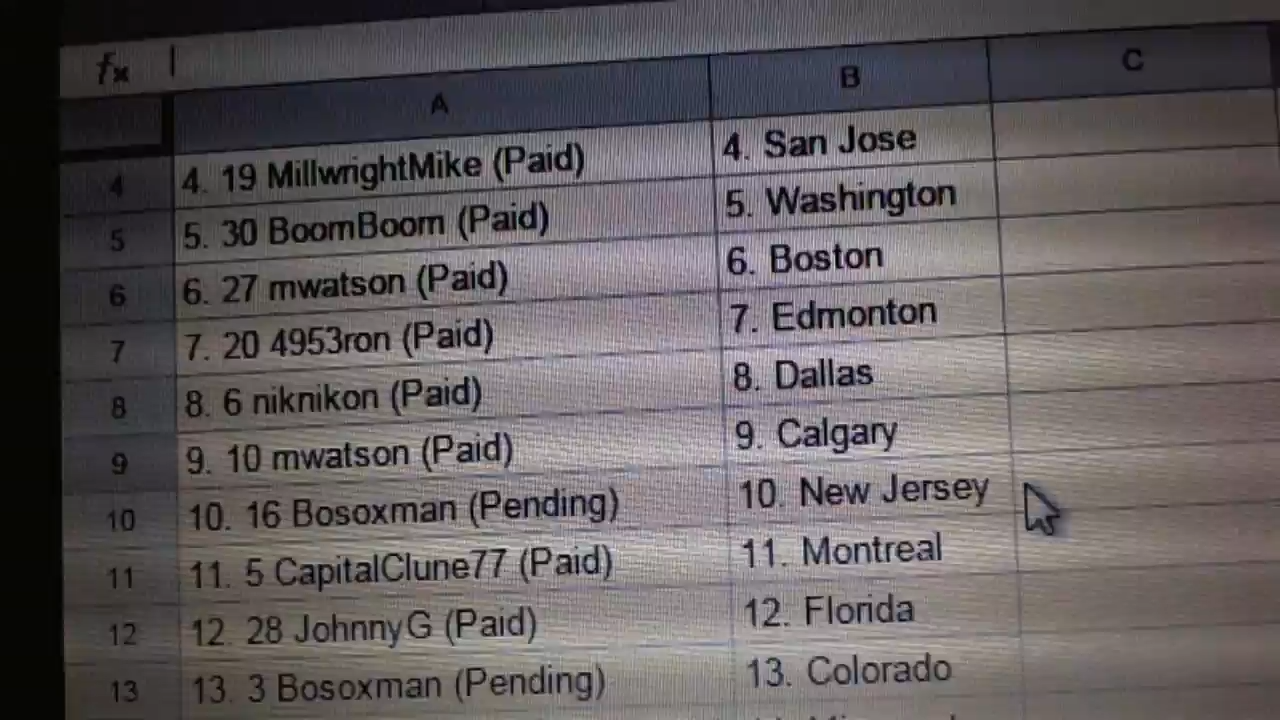 fx
A B C
4 4. 19 MillwrightMike (Paid) 4. San Jose
5 5. 30 BoomBoom (Paid) 5. Washington
6 6. 27 mwatson (Paid) 6. Boston
7 7. 20 4953ron (Paid) 7. Edmonton
8 8. 6 niknikon (Paid) 8. Dallas
9 9. 10 mwatson (Paid) 9. Calgary
10 10. 16 Bosoxman (Pending) 10. New Jersey
11 11. 5 CapitalClune77 (Paid) 11. Montreal
12 12. 28 JohnnyG (Paid) 12. Florida
13 13. 3 Bosoxman (Pending) 13. Colorado